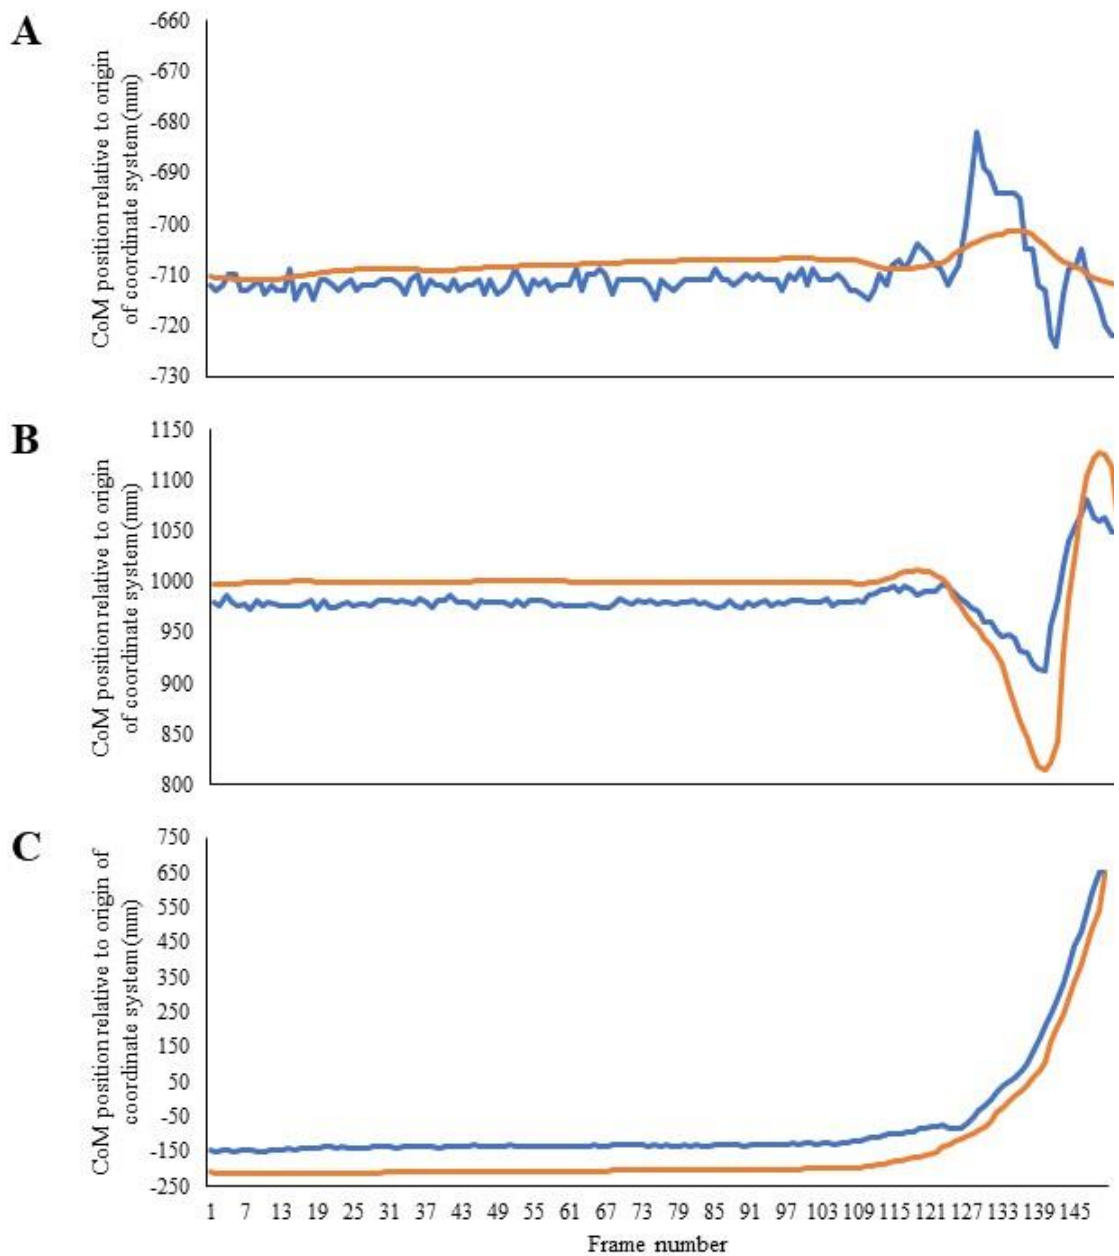 A
CoM position relative to origin
of coordinate system (mm)
-660
-670
-680
-690
-700
-710
-720
-730
B
CoM position relative to origin
of coordinate system (mm)
1150
1100
1050
1000
950
900
850
800
C
CoM position relative to origin of
coordinate system (mm)
750
650
550
450
350
250
150
50
-50
-150
-250
1 7 13 19 25 31 37 43 49 55 61 67 73 79 85 91 97 103 109 115 121 127 133 139 145
Frame number